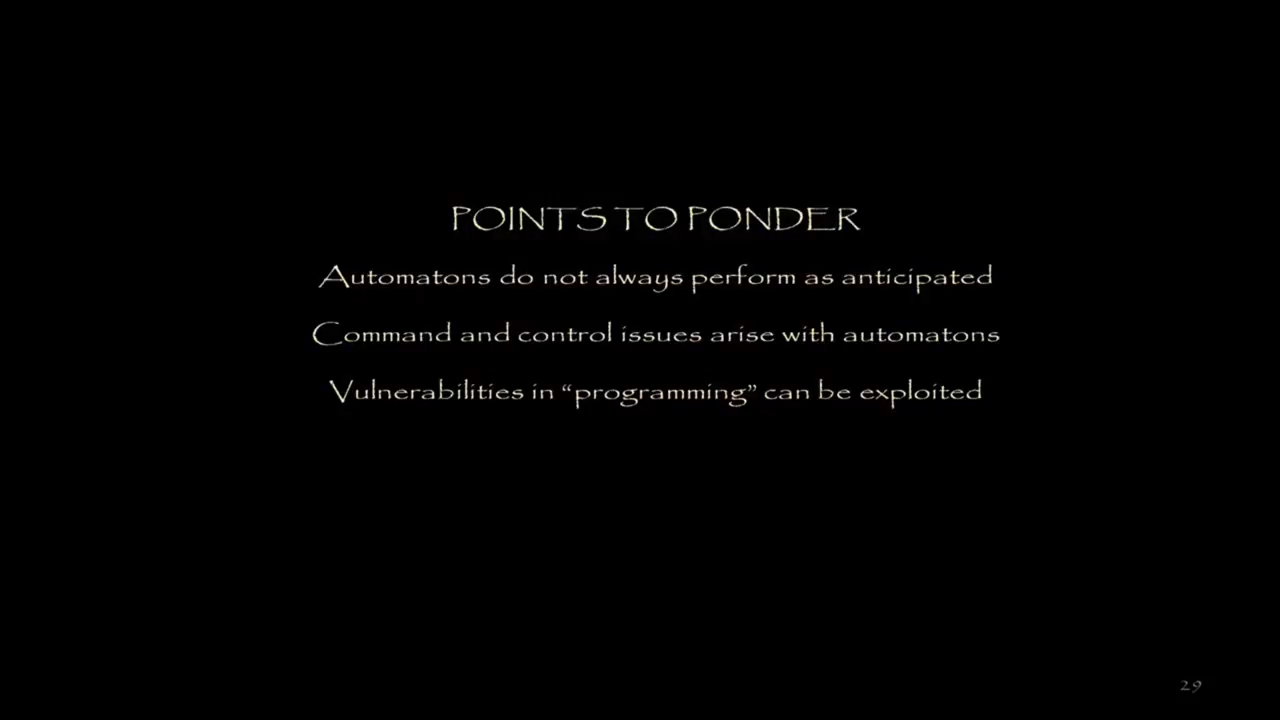 POINTS TO PONDER
Automatons do not always perform as anticipated
Command and control issues arise with automatons
Vulnerabilities in “programming” can be exploited
29